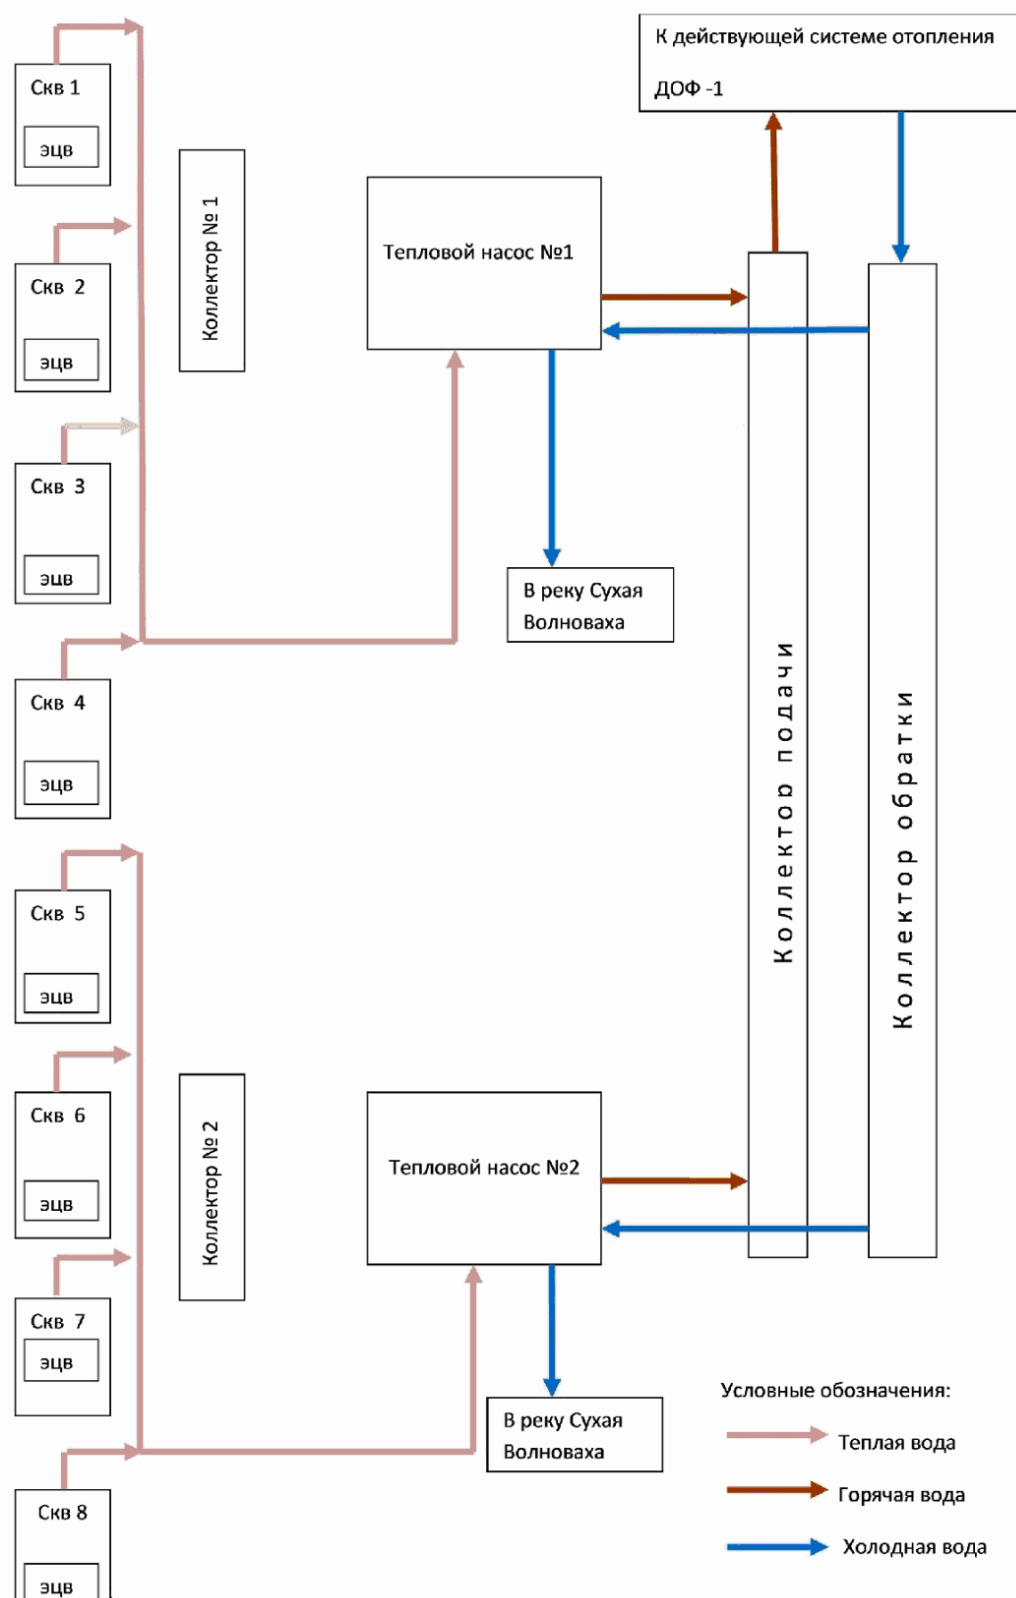 К действующей системе отопления
ДОФ -1
Скв 1
эцв
Коллектор № 1
Скв 2
эцв
Тепловой насос №1
Скв 3
эцв
В реку Сухая
Волноваха
Скв 4
эцв
Коллектор подачи
Коллектор обратки
Скв 5
эцв
Скв 6
эцв
Коллектор № 2
Тепловой насос №2
Скв 7
эцв
В реку Сухая
Волноваха
Скв 8
эцв
Условные обозначения:
Теплая вода
Горячая вода
Холодная вода